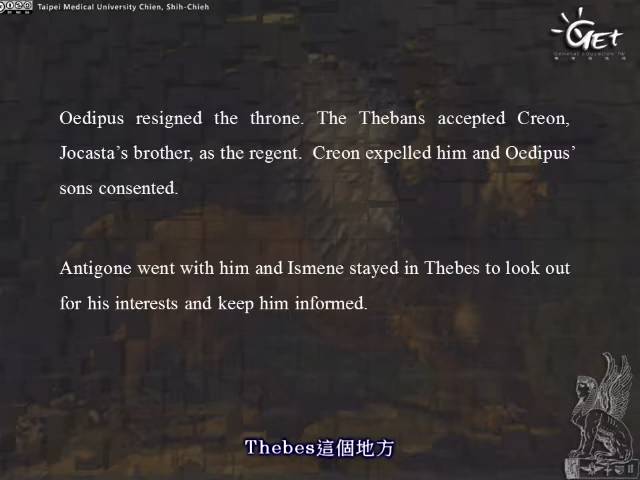 Taipei Medical University Chien, Shih-Chieh
GEt
Oedipus resigned the throne. The Thebans accepted Creon,
Jocasta’s brother, as the regent. Creon expelled him and Oedipus’
sons consented.
Antigone went with him and Ismene stayed in Thebes to look out
for his interests and keep him informed.
Thebes這個地方